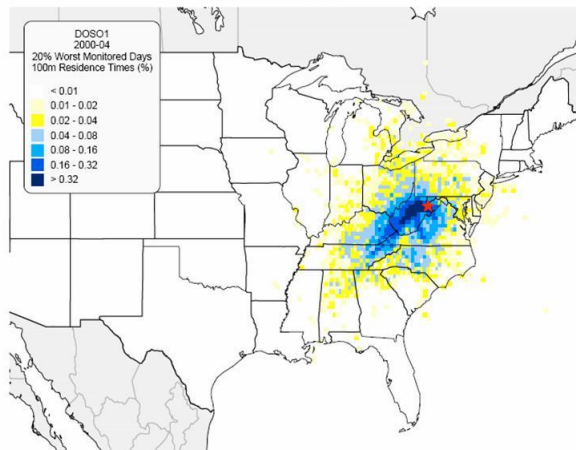 DOSO1
2000-04
20% Worst Monitored Days
100m Residence Times (%)
< 0.01
0.01 - 0.02
0.02 - 0.04
0.04 - 0.08
0.08 - 0.16
0.16 - 0.32
> 0.32